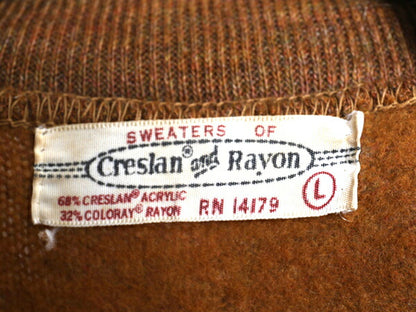 SWEATERS OF
Creslan® and Rayon
68% CRESLAN® ACRYLIC
32% COLORAY® RAYON
RN 14179
L